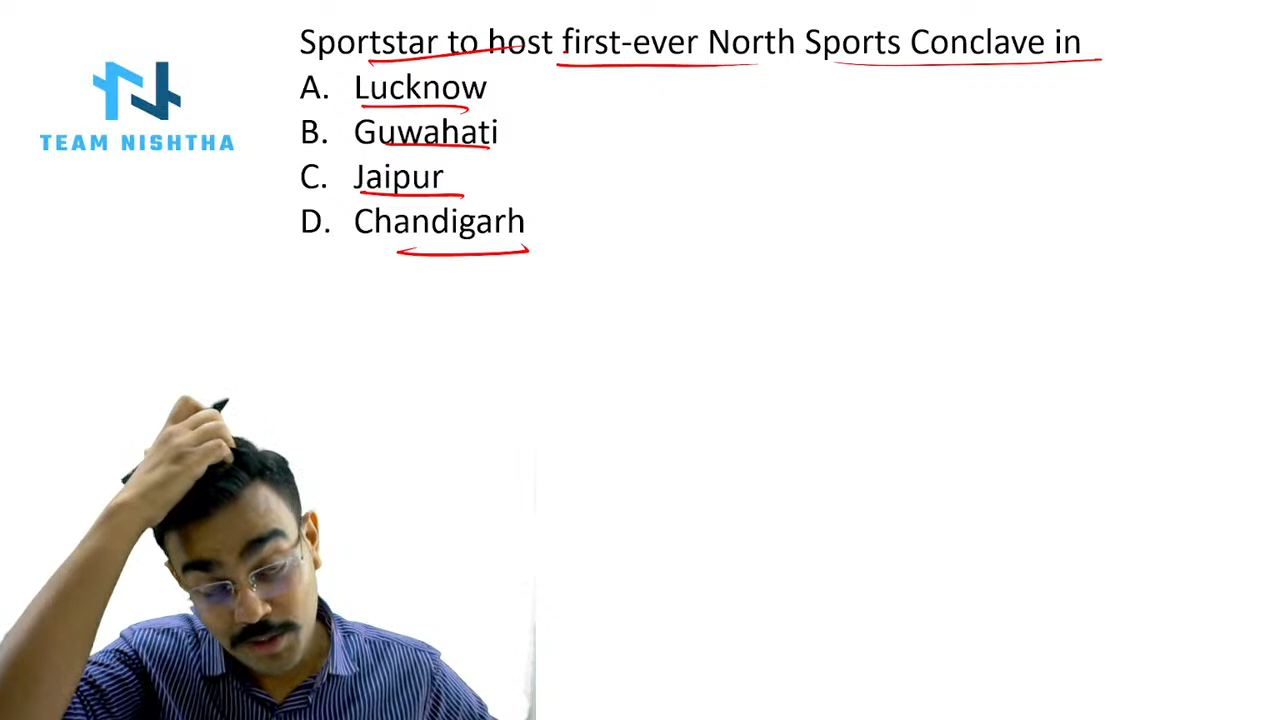 Sportstar to host first-ever North Sports Conclave in
A. Lucknow
B. Guwahati
C. Jaipur
D. Chandigarh
TEAM NISHTHA